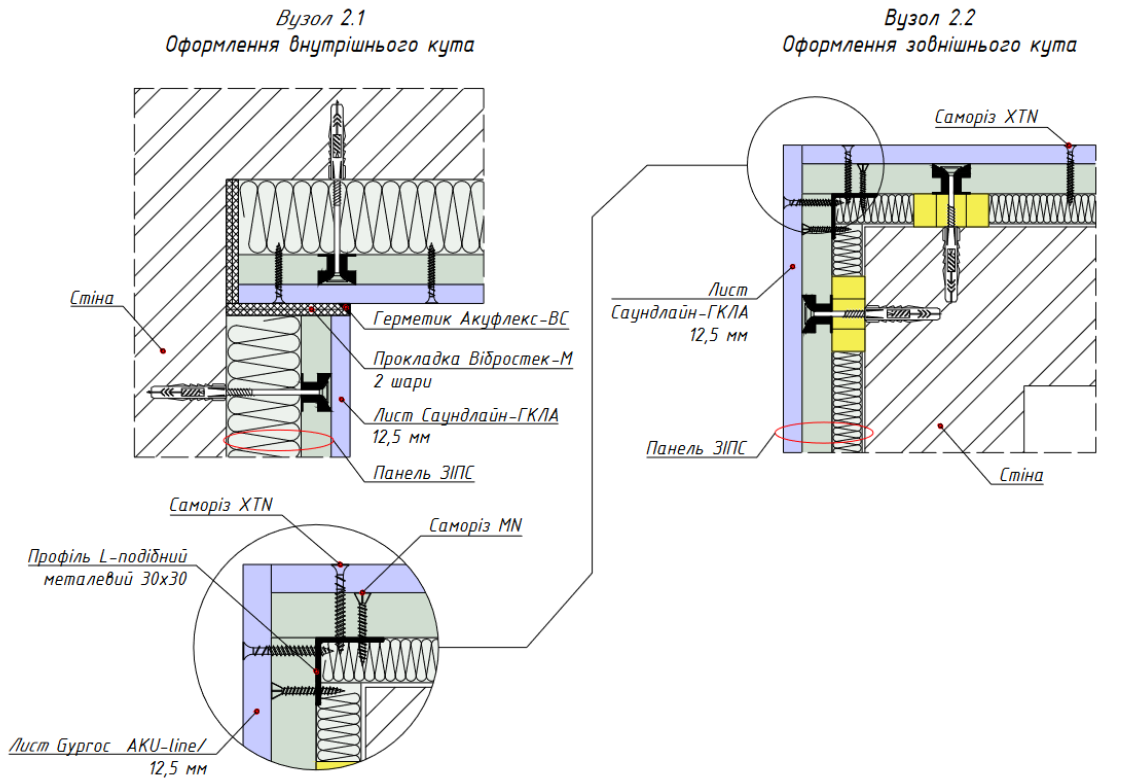 Вузол 2.1
Оформлення внутрішнього кута
Вузол 2.2
Оформлення зовнішнього кута
Саморіз XTN
Стіна
Герметик Акуфлекс-ВС
Прокладка Вібростек-М
2 шари
Лист Саундлайн-ГКЛА
12,5 мм
Панель ЗІПС
Лист
Саундлайн-ГКЛА
12,5 мм
Панель ЗІПС
Стіна
Саморіз XTN
Саморіз MN
Профіль L-подібний
металевий 30х30
Лист Gyproc AKU-line/
12,5 мм